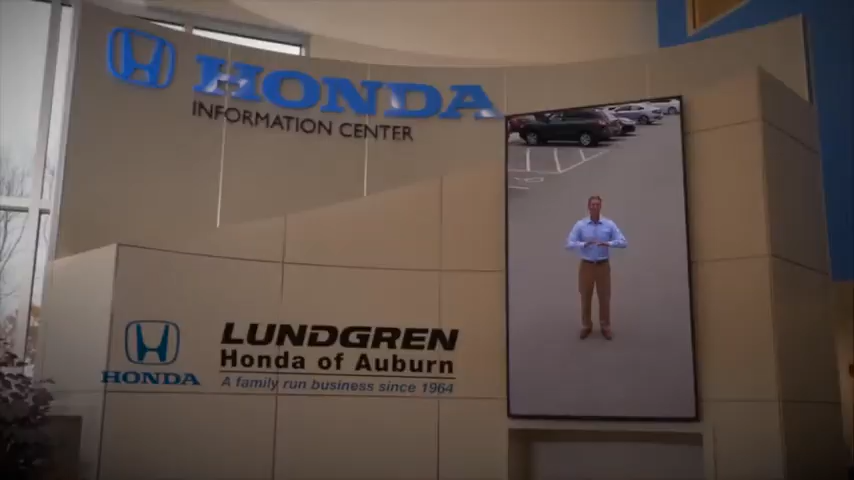 HONDA
INFORMATION CENTER
LUNDGREN
Honda of Auburn
HONDA
A family run business since 1964